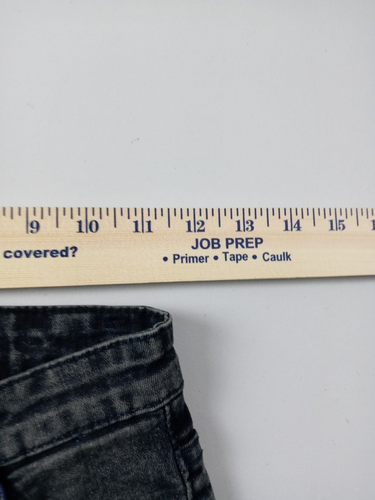 9 10 11 12 13 14 15
JOB PREP
covered? • Primer • Tape • Caulk